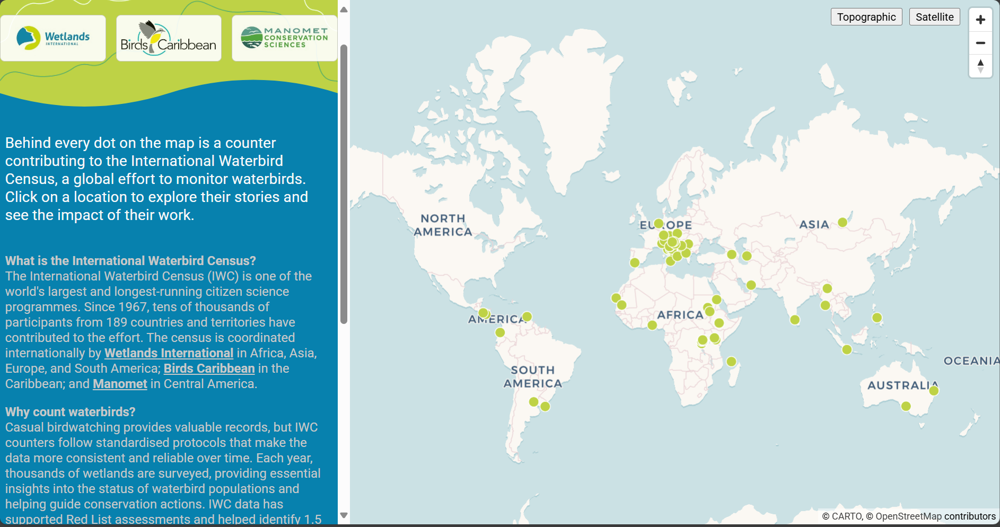 Wetlands
INTERNATIONAL
Birds Caribbean
MANOMET
CONSERVATION
SCIENCES
Behind every dot on the map is a counter
contributing to the International Waterbird
Census, a global effort to monitor waterbirds.
Click on a location to explore their stories and
see the impact of their work.
What is the International Waterbird Census?
The International Waterbird Census (IWC) is one of the
world's largest and longest-running citizen science
programmes. Since 1967, tens of thousands of
participants from 189 countries and territories have
contributed to the effort. The census is coordinated
internationally by Wetlands International in Africa, Asia,
Europe, and South America; Birds Caribbean in the
Caribbean; and Manomet in Central America.
Why count waterbirds?
Casual birdwatching provides valuable records, but IWC
counters follow standardised protocols that make the
data more consistent and reliable over time. Each year,
thousands of wetlands are surveyed, providing essential
insights into the status of waterbird populations and
helping guide conservation actions. IWC data has
supported Red List assessments and helped identify 1.5
Topographic
Satellite
NORTH
AMERICA
EUROPE
ASIA
AMERICA
AFRICA
SOUTH
AMERICA
OCEANIA
AUSTRALIA
© CARTO, © OpenStreetMap contributors